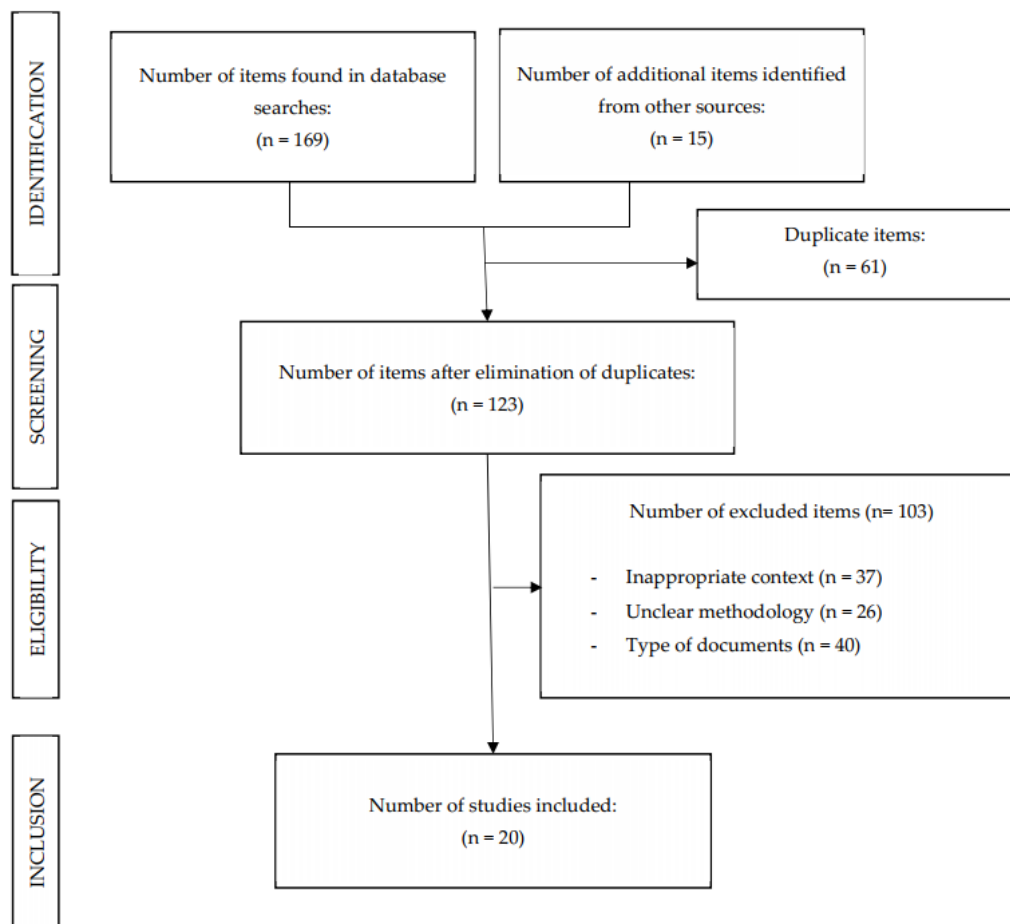 IDENTIFICATION
Number of items found in database
searches:
(n = 169)
Number of additional items identified
from other sources:
(n = 15)
Duplicate items:
(n = 61)
SCREENING
Number of items after elimination of duplicates:
(n = 123)
ELIGIBILITY
Number of excluded items (n= 103)
- Inappropriate context (n = 37)
- Unclear methodology (n = 26)
- Type of documents (n = 40)
INCLUSION
Number of studies included:
(n = 20)